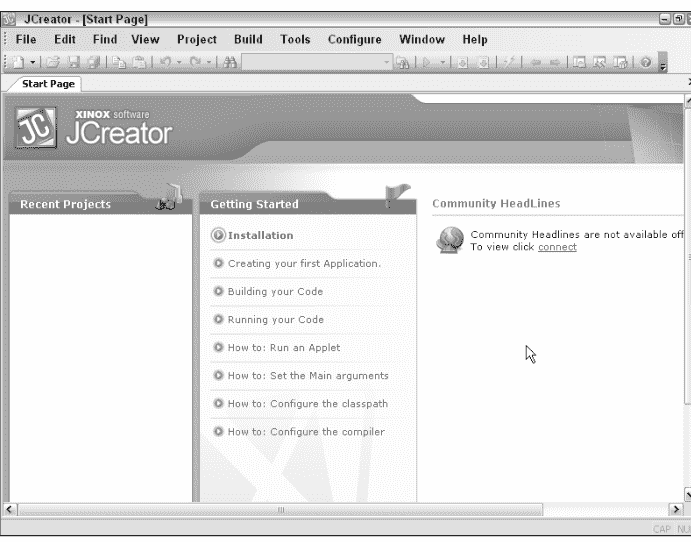 JCreator - [Start Page]
File Edit Find View Project Build Tools Configure Window Help
Start Page
JC
XINOX software
JCreator
Recent Projects
Getting Started
Installation
Creating your first Application.
Building your Code
Running your Code
How to: Run an Applet
How to: Set the Main arguments
How to: Configure the classpath
How to: Configure the compiler
Community HeadLines
Community Headlines are not available off
To view click connect
CAP NU